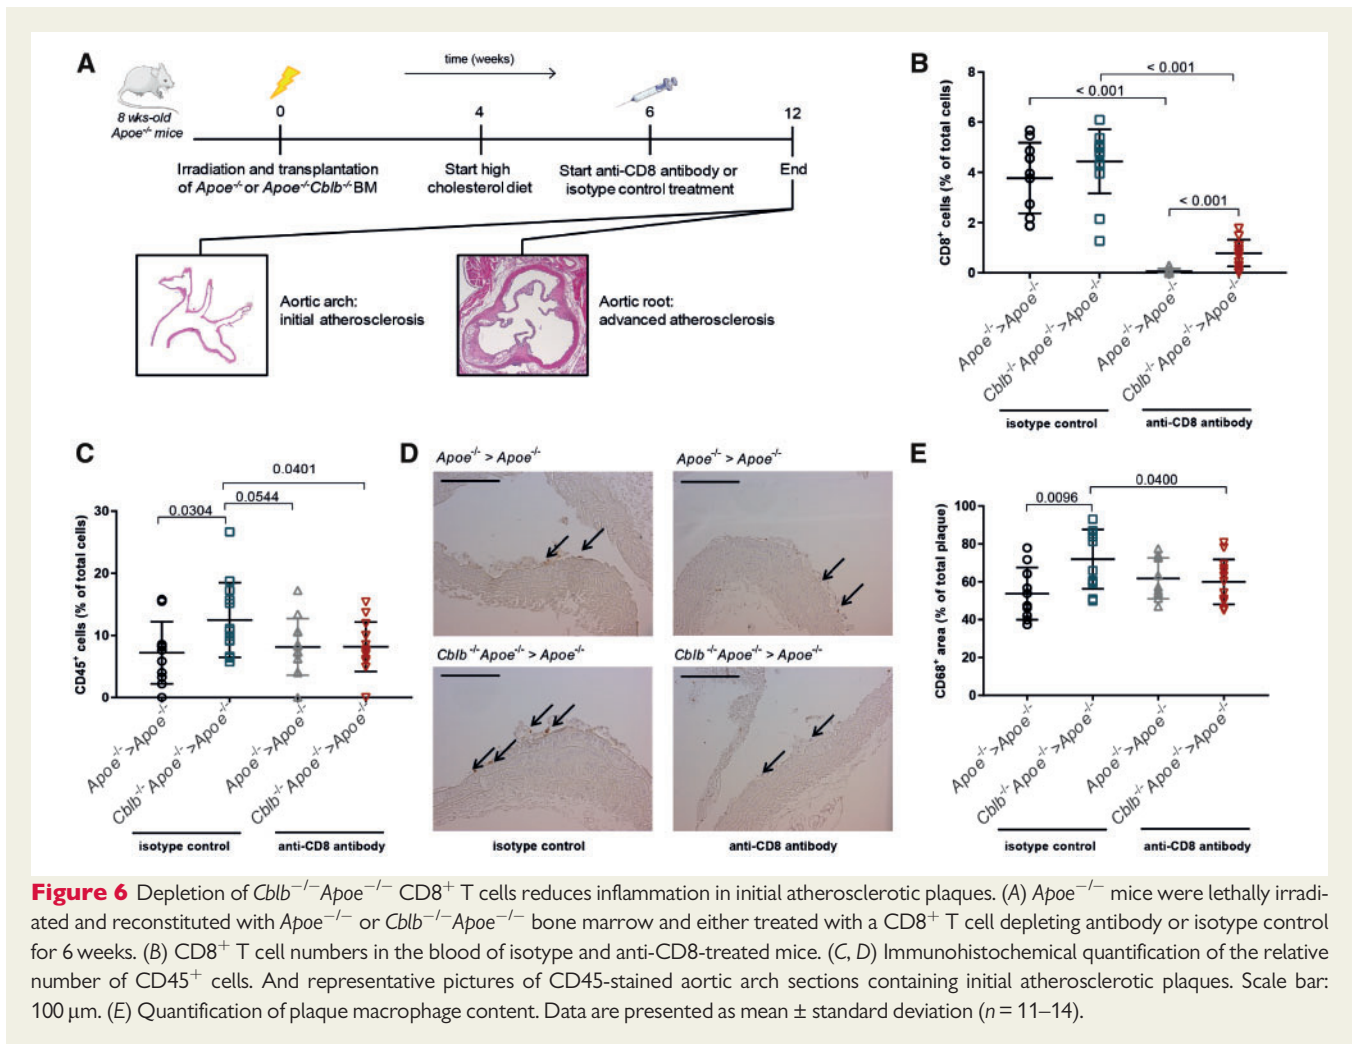 A
time (weeks)
8 wks-old
Apoe-/- mice
0
4
6
12
Irradiation and transplantation
of Apoe-/- or Apoe-/-Cblb-/-BM
Start high
cholesterol diet
Start anti-CD8 antibody or
isotype control treatment
End
Aortic arch:
initial atherosclerosis
Aortic root:
advanced atherosclerosis
B
CD8+ cells (% of total cells)
8
6
4
2
0
< 0.001
< 0.001
< 0.001
Apoe-/->Apoe-/-
Cblb-/-Apoe-/->Apoe-/-
Apoe-/->Apoe-/-
Cblb-/-Apoe-/->Apoe-/-
isotype control
anti-CD8 antibody
C
CD45+ cells (% of total cells)
30
20
10
0
0.0401
0.0544
0.0304
Apoe-/->Apoe-/-
Cblb-/-Apoe-/->Apoe-/-
Apoe-/->Apoe-/-
Cblb-/-Apoe-/->Apoe-/-
isotype control
anti-CD8 antibody
D
Apoe-/- > Apoe-/-
Apoe-/- > Apoe-/-
Cblb-/-Apoe-/- > Apoe-/-
Cblb-/-Apoe-/- > Apoe-/-
isotype control
anti-CD8 antibody
E
CD68+ area (% of total plaque)
100
80
60
40
20
0
0.0400
0.0096
Apoe-/->Apoe-/-
Cblb-/-Apoe-/->Apoe-/-
Apoe-/->Apoe-/-
Cblb-/-Apoe-/->Apoe-/-
isotype control
anti-CD8 antibody
Figure 6 Depletion of Cblb−/−Apoe−/− CD8+ T cells reduces inflammation in initial atherosclerotic plaques. (A) Apoe−/− mice were lethally irradi-
ated and reconstituted with Apoe−/− or Cblb−/−Apoe−/− bone marrow and either treated with a CD8+ T cell depleting antibody or isotype control
for 6 weeks. (B) CD8+ T cell numbers in the blood of isotype and anti-CD8-treated mice. (C, D) Immunohistochemical quantification of the relative
number of CD45+ cells. And representative pictures of CD45-stained aortic arch sections containing initial atherosclerotic plaques. Scale bar:
100 μm. (E) Quantification of plaque macrophage content. Data are presented as mean ± standard deviation (n = 11–14).